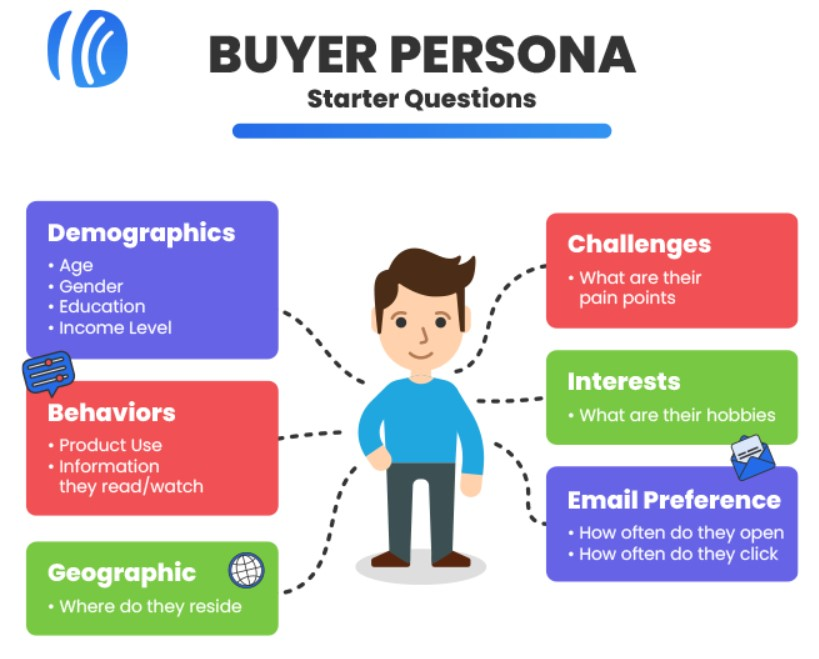 BUYER PERSONA
Starter Questions
Demographics
• Age
• Gender
• Education
• Income Level
Behaviors
• Product Use
• Information
they read/watch
Geographic
• Where do they reside
Challenges
• What are their
pain points
Interests
• What are their hobbies
Email Preference
• How often do they open
• How often do they click